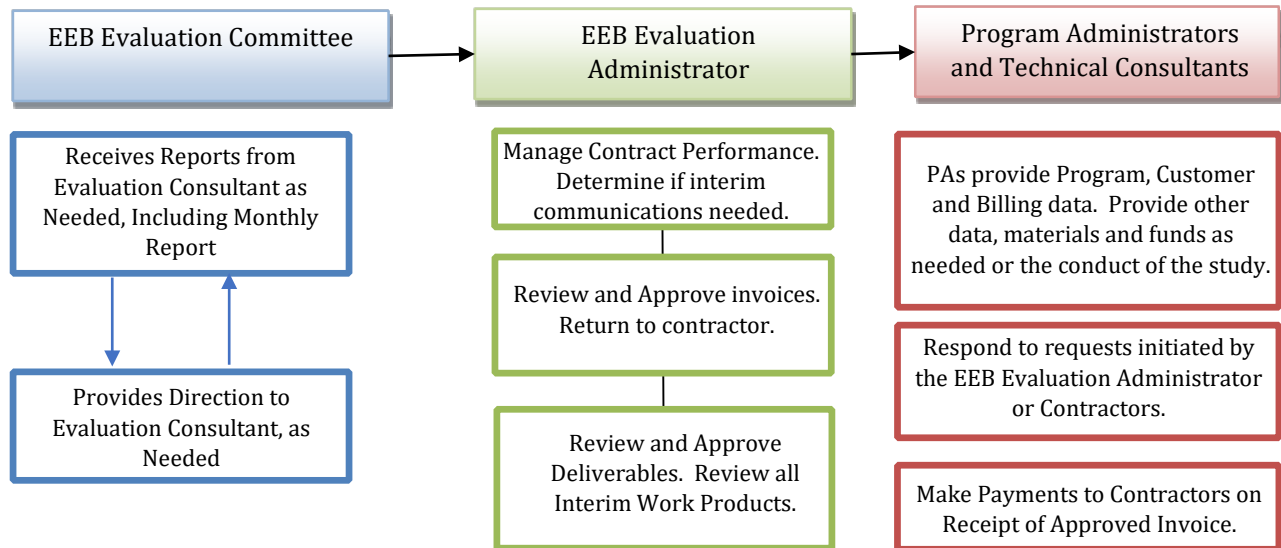 EEB Evaluation Committee
EEB Evaluation
Administrator
Program Administrators
and Technical Consultants
Receives Reports from
Evaluation Consultant as
Needed, Including Monthly
Report
Provides Direction to
Evaluation Consultant, as
Needed
Manage Contract Performance.
Determine if interim
communications needed.
Review and Approve invoices.
Return to contractor.
Review and Approve
Deliverables.  Review all
Interim Work Products.
PAs provide Program, Customer
and Billing data.  Provide other
data, materials and funds as
needed or the conduct of the study.
Respond to requests initiated by
the EEB Evaluation Administrator
or Contractors.
Make Payments to Contractors on
Receipt of Approved Invoice.